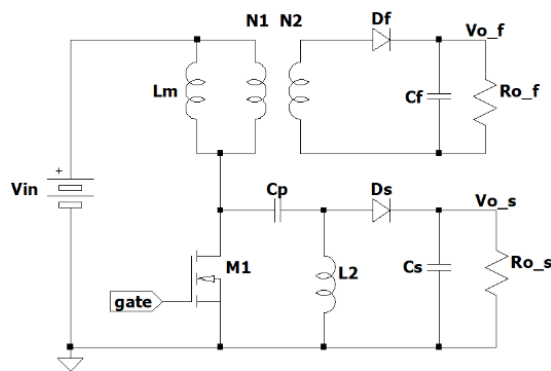 N1 N2 Df Vo_f
Lm Cf Ro_f
+
Vin Cp Ds Vo_s
M1 L2 Cs Ro_s
gate